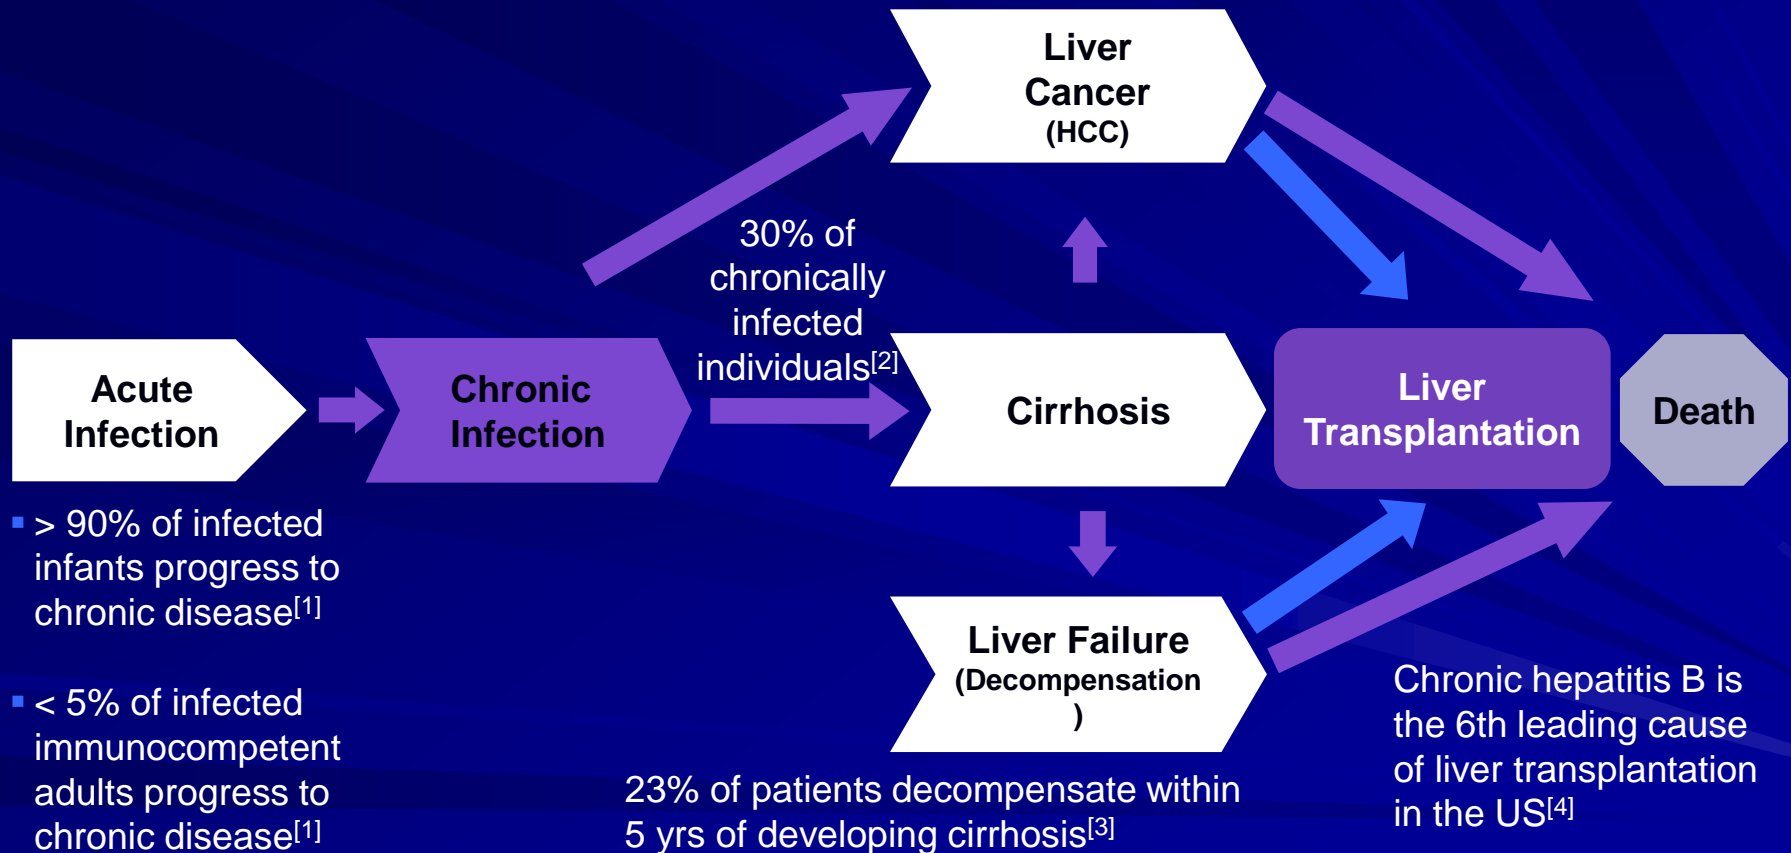 Liver
Cancer
(HCC)
30% of
chronically
infected
individuals[2]
Acute
Infection
Chronic
Infection
Cirrhosis
Liver
Transplantation
Death
▪ > 90% of infected
infants progress to
chronic disease[1]
▪ < 5% of infected
immunocompetent
adults progress to
chronic disease[1]
Liver Failure
(Decompensation
)
23% of patients decompensate within
5 yrs of developing cirrhosis[3]
Chronic hepatitis B is
the 6th leading cause
of liver transplantation
in the US[4]